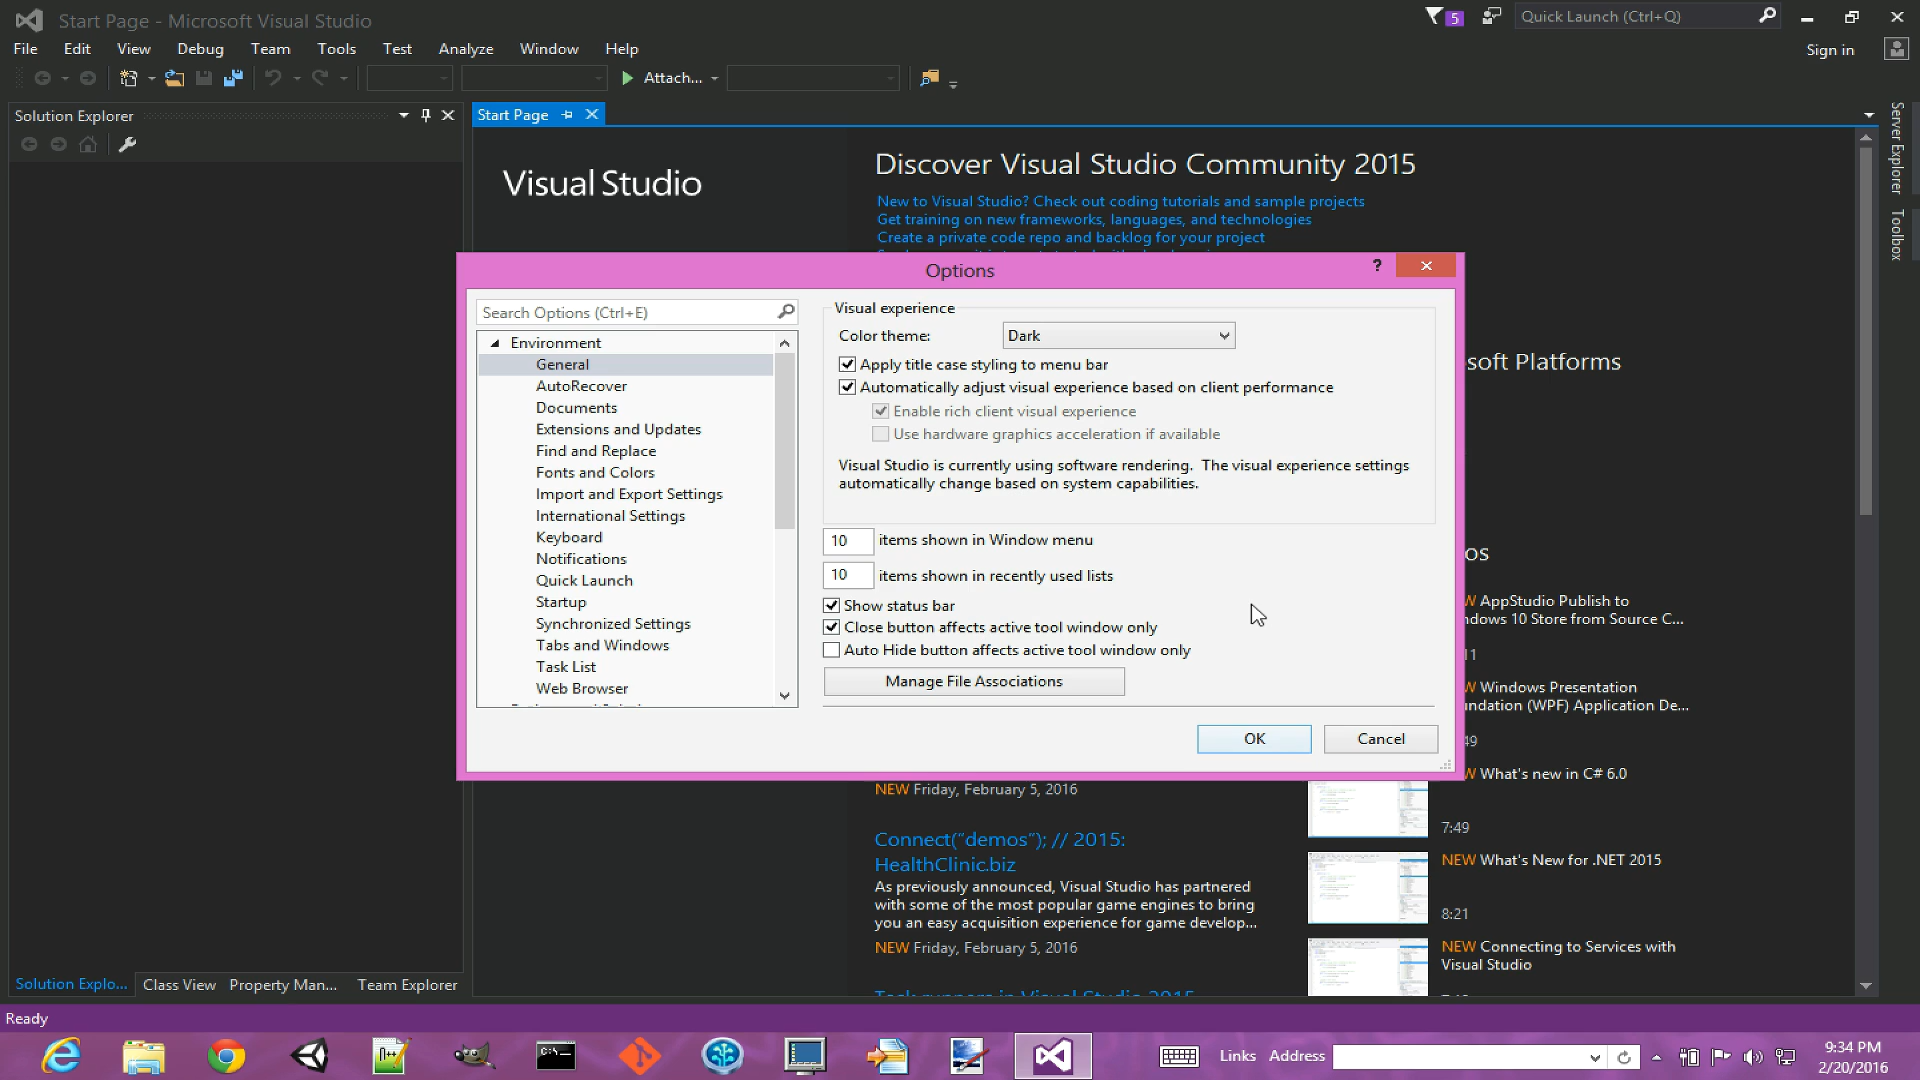 Start Page - Microsoft Visual Studio
5
Quick Launch (Ctrl+Q)
File Edit View Debug Team Tools Test Analyze Window Help
Sign in
Attach...
Solution Explorer
Start Page
Server Explorer
Toolbox
Visual Studio
Discover Visual Studio Community 2015
New to Visual Studio? Check out coding tutorials and sample projects
Get training on new frameworks, languages, and technologies
Create a private code repo and backlog for your project
Options
?
Search Options (Ctrl+E)
Environment
General
AutoRecover
Documents
Extensions and Updates
Find and Replace
Fonts and Colors
Import and Export Settings
International Settings
Keyboard
Notifications
Quick Launch
Startup
Synchronized Settings
Tabs and Windows
Task List
Web Browser
Visual experience
Color theme: Dark
Apply title case styling to menu bar
Automatically adjust visual experience based on client performance
Enable rich client visual experience
Use hardware graphics acceleration if available
Visual Studio is currently using software rendering. The visual experience settings
automatically change based on system capabilities.
10 items shown in Window menu
10 items shown in recently used lists
Show status bar
Close button affects active tool window only
Auto Hide button affects active tool window only
Manage File Associations
OK Cancel
soft Platforms
OS
AppStudio Publish to
dows 10 Store from Source C...
11
Windows Presentation
ndation (WPF) Application De...
49
What's new in C# 6.0
7:49
NEW What's New for .NET 2015
8:21
NEW Connecting to Services with
Visual Studio
NEW Friday, February 5, 2016
Connect("demos"); // 2015:
HealthClinic.biz
As previously announced, Visual Studio has partnered
with some of the most popular game engines to bring
you an easy acquisition experience for game develop...
NEW Friday, February 5, 2016
Solution Explo... Class View Property Man... Team Explorer
Ready
Links Address
9:34 PM
2/20/2016